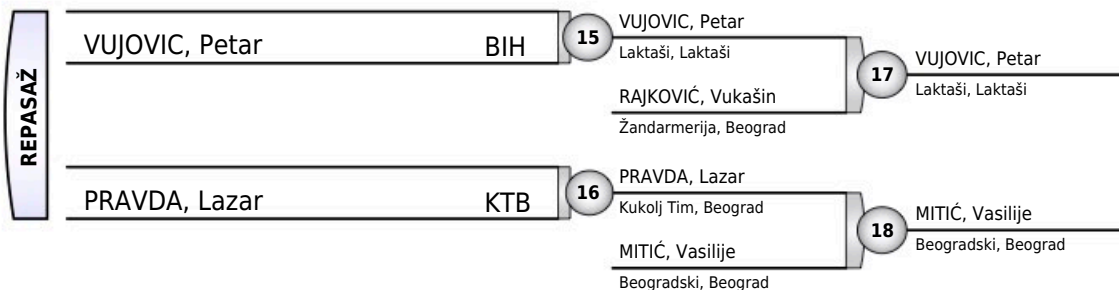 REPASAŽ
VUJOVIC, Petar BIH
15
VUJOVIC, Petar
Laktaši, Laktaši
RAJKOVIĆ, Vukašin
Žandarmerija, Beograd
17
VUJOVIC, Petar
Laktaši, Laktaši
PRAVDA, Lazar KTB
16
PRAVDA, Lazar
Kukolj Tim, Beograd
MITIĆ, Vasilije
Beogradski, Beograd
18
MITIĆ, Vasilije
Beogradski, Beograd